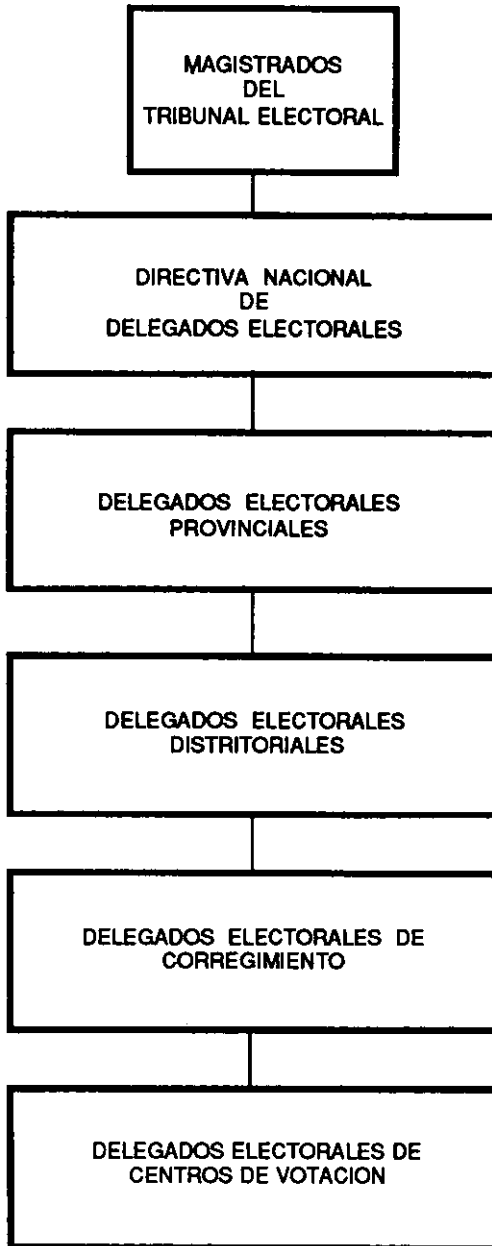 MAGISTRADOS
DEL
TRIBUNAL ELECTORAL
DIRECTIVA NACIONAL
DE
DELEGADOS ELECTORALES
DELEGADOS ELECTORALES
PROVINCIALES
DELEGADOS ELECTORALES
DISTRITORIALES
DELEGADOS ELECTORALES DE
CORREGIMIENTO
DELEGADOS ELECTORALES DE
CENTROS DE VOTACION